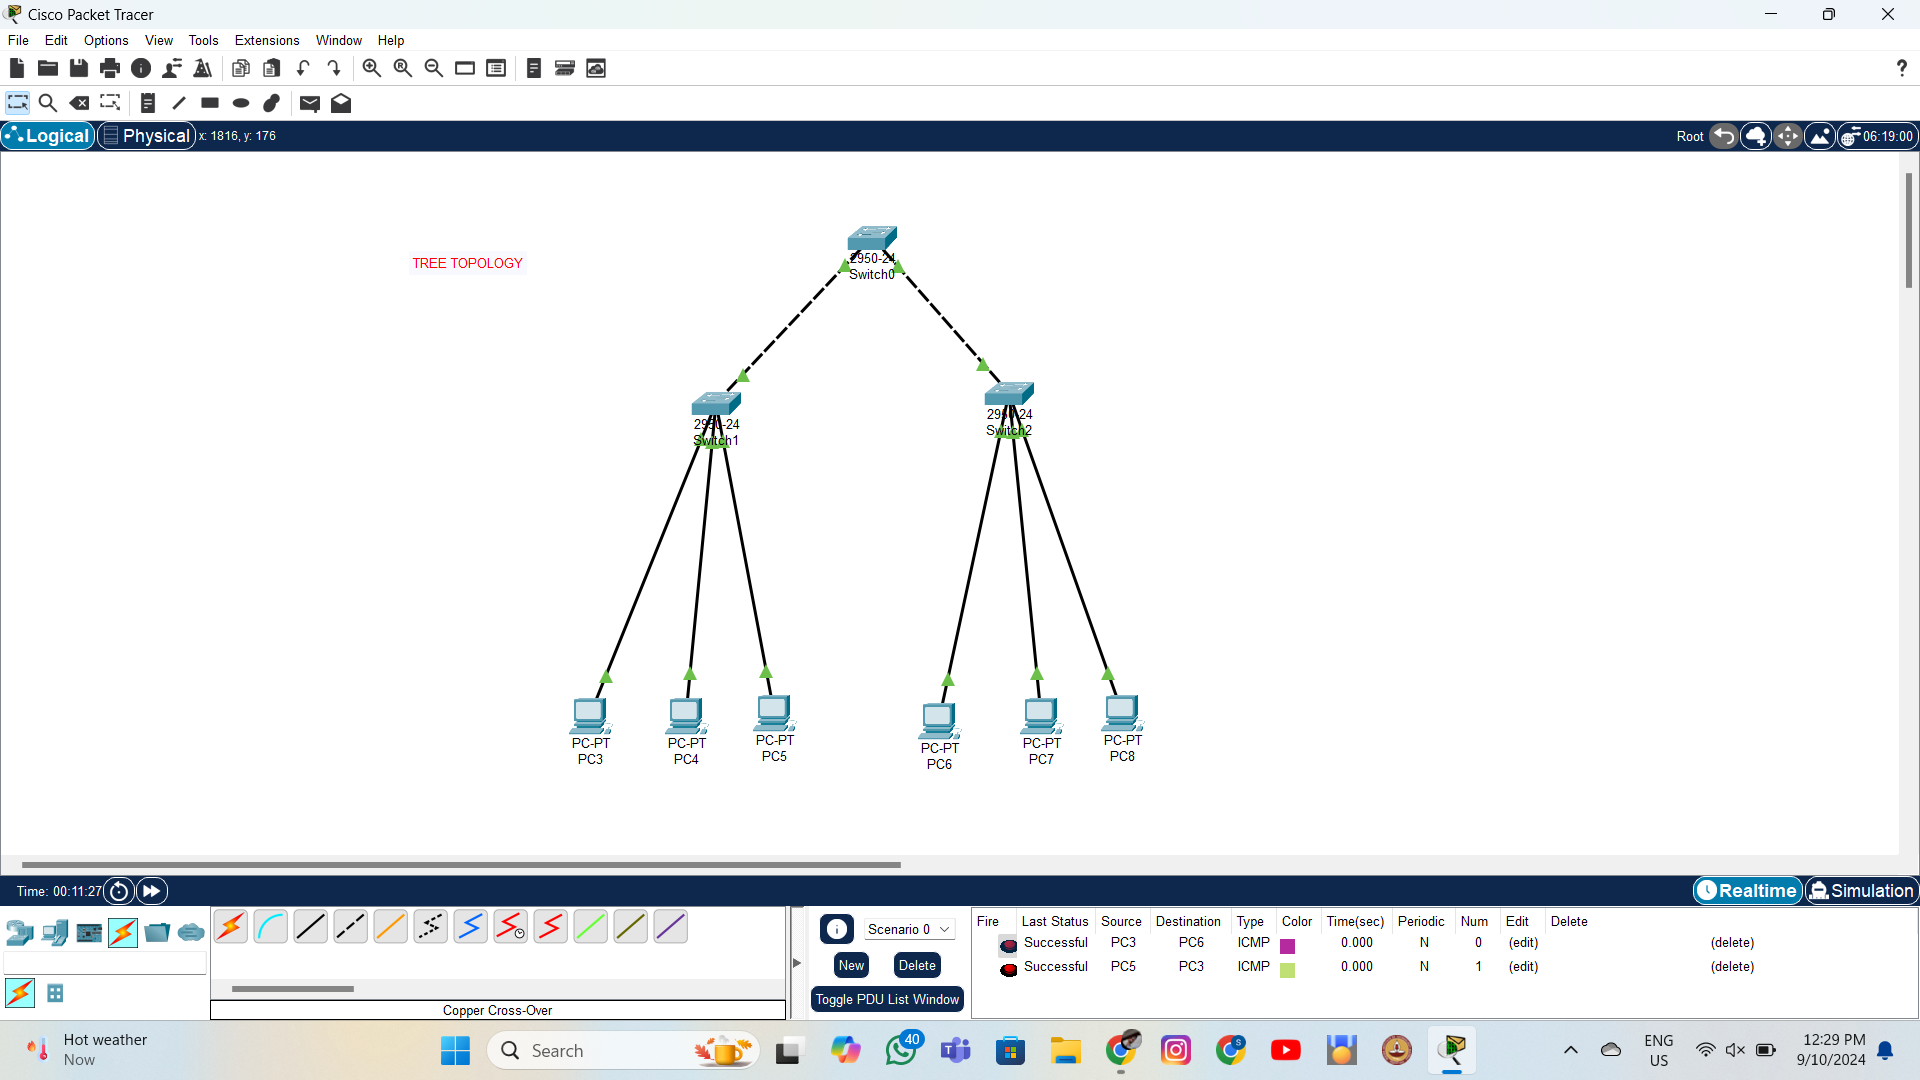 Cisco Packet Tracer
File Edit Options View Tools Extensions Window Help
Logical Physical x: 1816, y: 176 Root 06:19:00
TREE TOPOLOGY
2950-24
Switch0
2950-24
Switch1
2950-24
Switch2
PC-PT
PC3
PC-PT
PC4
PC-PT
PC5
PC-PT
PC6
PC-PT
PC7
PC-PT
PC8
Time: 00:11:27 Realtime Simulation
Scenario 0
New Delete
Toggle PDU List Window
Fire Last Status Source Destination Type Color Time(sec) Periodic Num Edit Delete
Successful PC3 PC6 ICMP 0.000 N 0 (edit) (delete)
Successful PC5 PC3 ICMP 0.000 N 1 (edit) (delete)
Copper Cross-Over
Hot weather
Now
Search
40
ENG
US
12:29 PM
9/10/2024